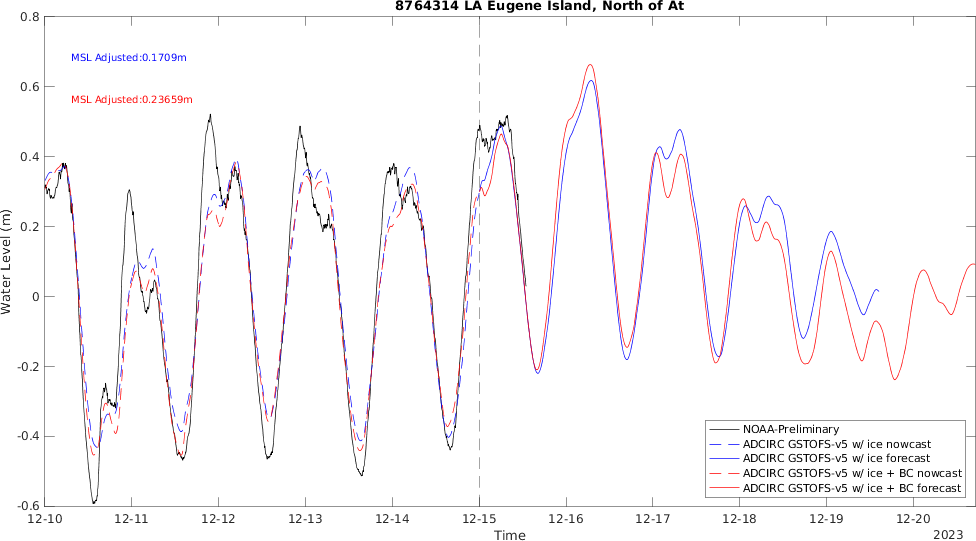 8764314 LA Eugene Island, North of At
MSL Adjusted:0.1709m
MSL Adjusted:0.23659m
Water Level (m)
0.8
0.6
0.4
0.2
0
-0.2
-0.4
-0.6
NOAA-Preliminary
ADCIRC GSTOFS-v5 w/ ice nowcast
ADCIRC GSTOFS-v5 w/ ice forecast
ADCIRC GSTOFS-v5 w/ ice + BC nowcast
ADCIRC GSTOFS-v5 w/ ice + BC forecast
12-10 12-11 12-12 12-13 12-14 12-15 12-16 12-17 12-18 12-19 12-20
Time
2023